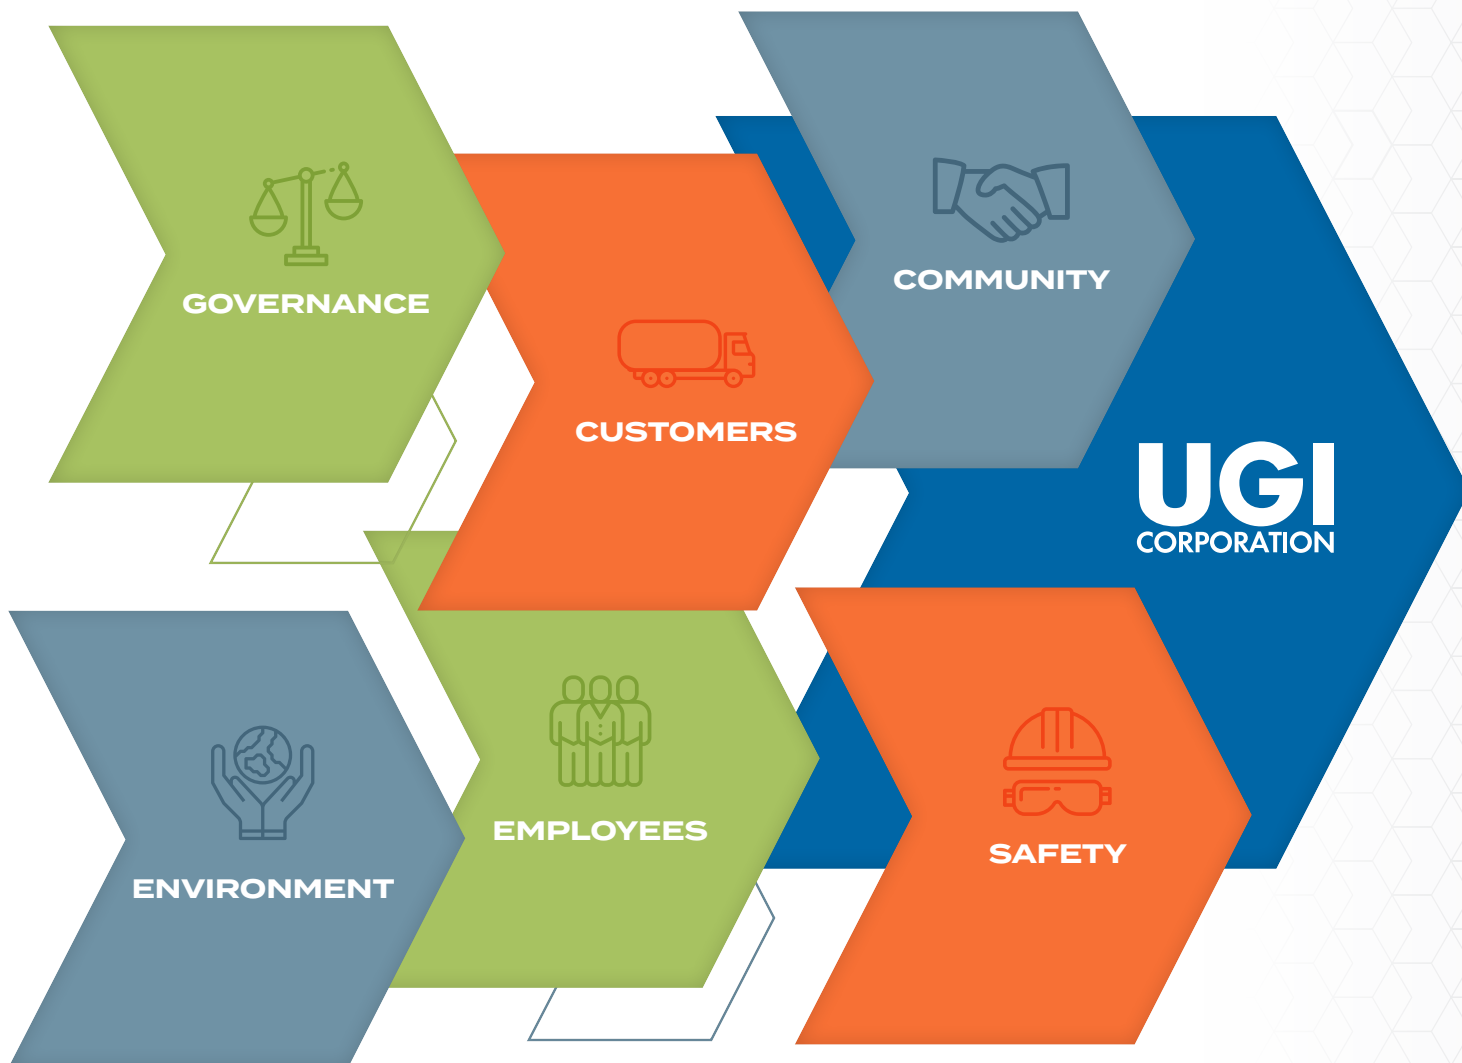 GOVERNANCE
CUSTOMERS
COMMUNITY
UGI
CORPORATION
ENVIRONMENT
EMPLOYEES
SAFETY